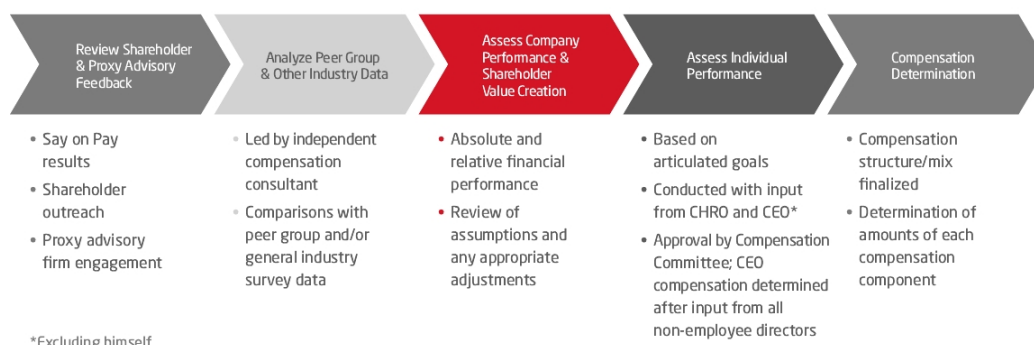 Review Shareholder
& Proxy Advisory
Feedback
Analyze Peer Group
& Other Industry Data
Assess Company
Performance &
Shareholder
Value Creation
Assess Individual
Performance
Compensation
Determination
• Say on Pay
results
• Shareholder
outreach
• Proxy advisory
firm engagement
• Led by independent
compensation
consultant
• Comparisons with
peer group and/or
general industry
survey data
• Absolute and
relative financial
performance
• Review of
assumptions and
any appropriate
adjustments
• Based on
articulated goals
• Conducted with input
from CHRO and CEO*
• Approval by Compensation
Committee; CEO
compensation determined
after input from all
non-employee directors
• Compensation
structure/mix
finalized
• Determination of
amounts of each
compensation
component
*Excluding himself